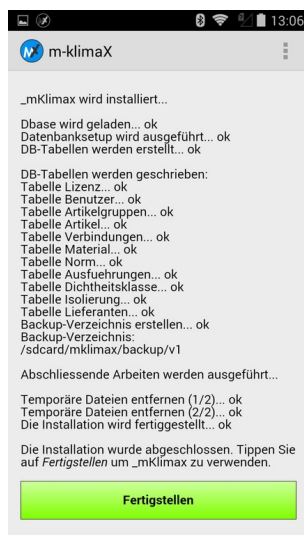 13:06
m-klimaX
_mKlimax wird installiert...
Dbase wird geladen... ok
Datenbanksetup wird ausgeführt... ok
DB-Tabellen werden erstellt... ok
DB-Tabellen werden geschrieben:
Tabelle Lizenz... ok
Tabelle Benutzer... ok
Tabelle Artikelgruppen... ok
Tabelle Artikel... ok
Tabelle Verbindungen... ok
Tabelle Material... ok
Tabelle Norm... ok
Tabelle Ausfuehrungen... ok
Tabelle Dichtheitsklasse... ok
Tabelle Isolierung... ok
Tabelle Lieferanten... ok
Backup-Verzeichnis erstellen... ok
Backup-Verzeichnis:
/sdcard/mklimax/backup/v1
Abschliessende Arbeiten werden ausgeführt...
Temporäre Dateien entfernen (1/2)... ok
Temporäre Dateien entfernen (2/2)... ok
Die Installation wird fertiggestellt... ok
Die Installation wurde abgeschlossen. Tippen Sie
auf Fertigstellen um _mKlimax zu verwenden.
Fertigstellen